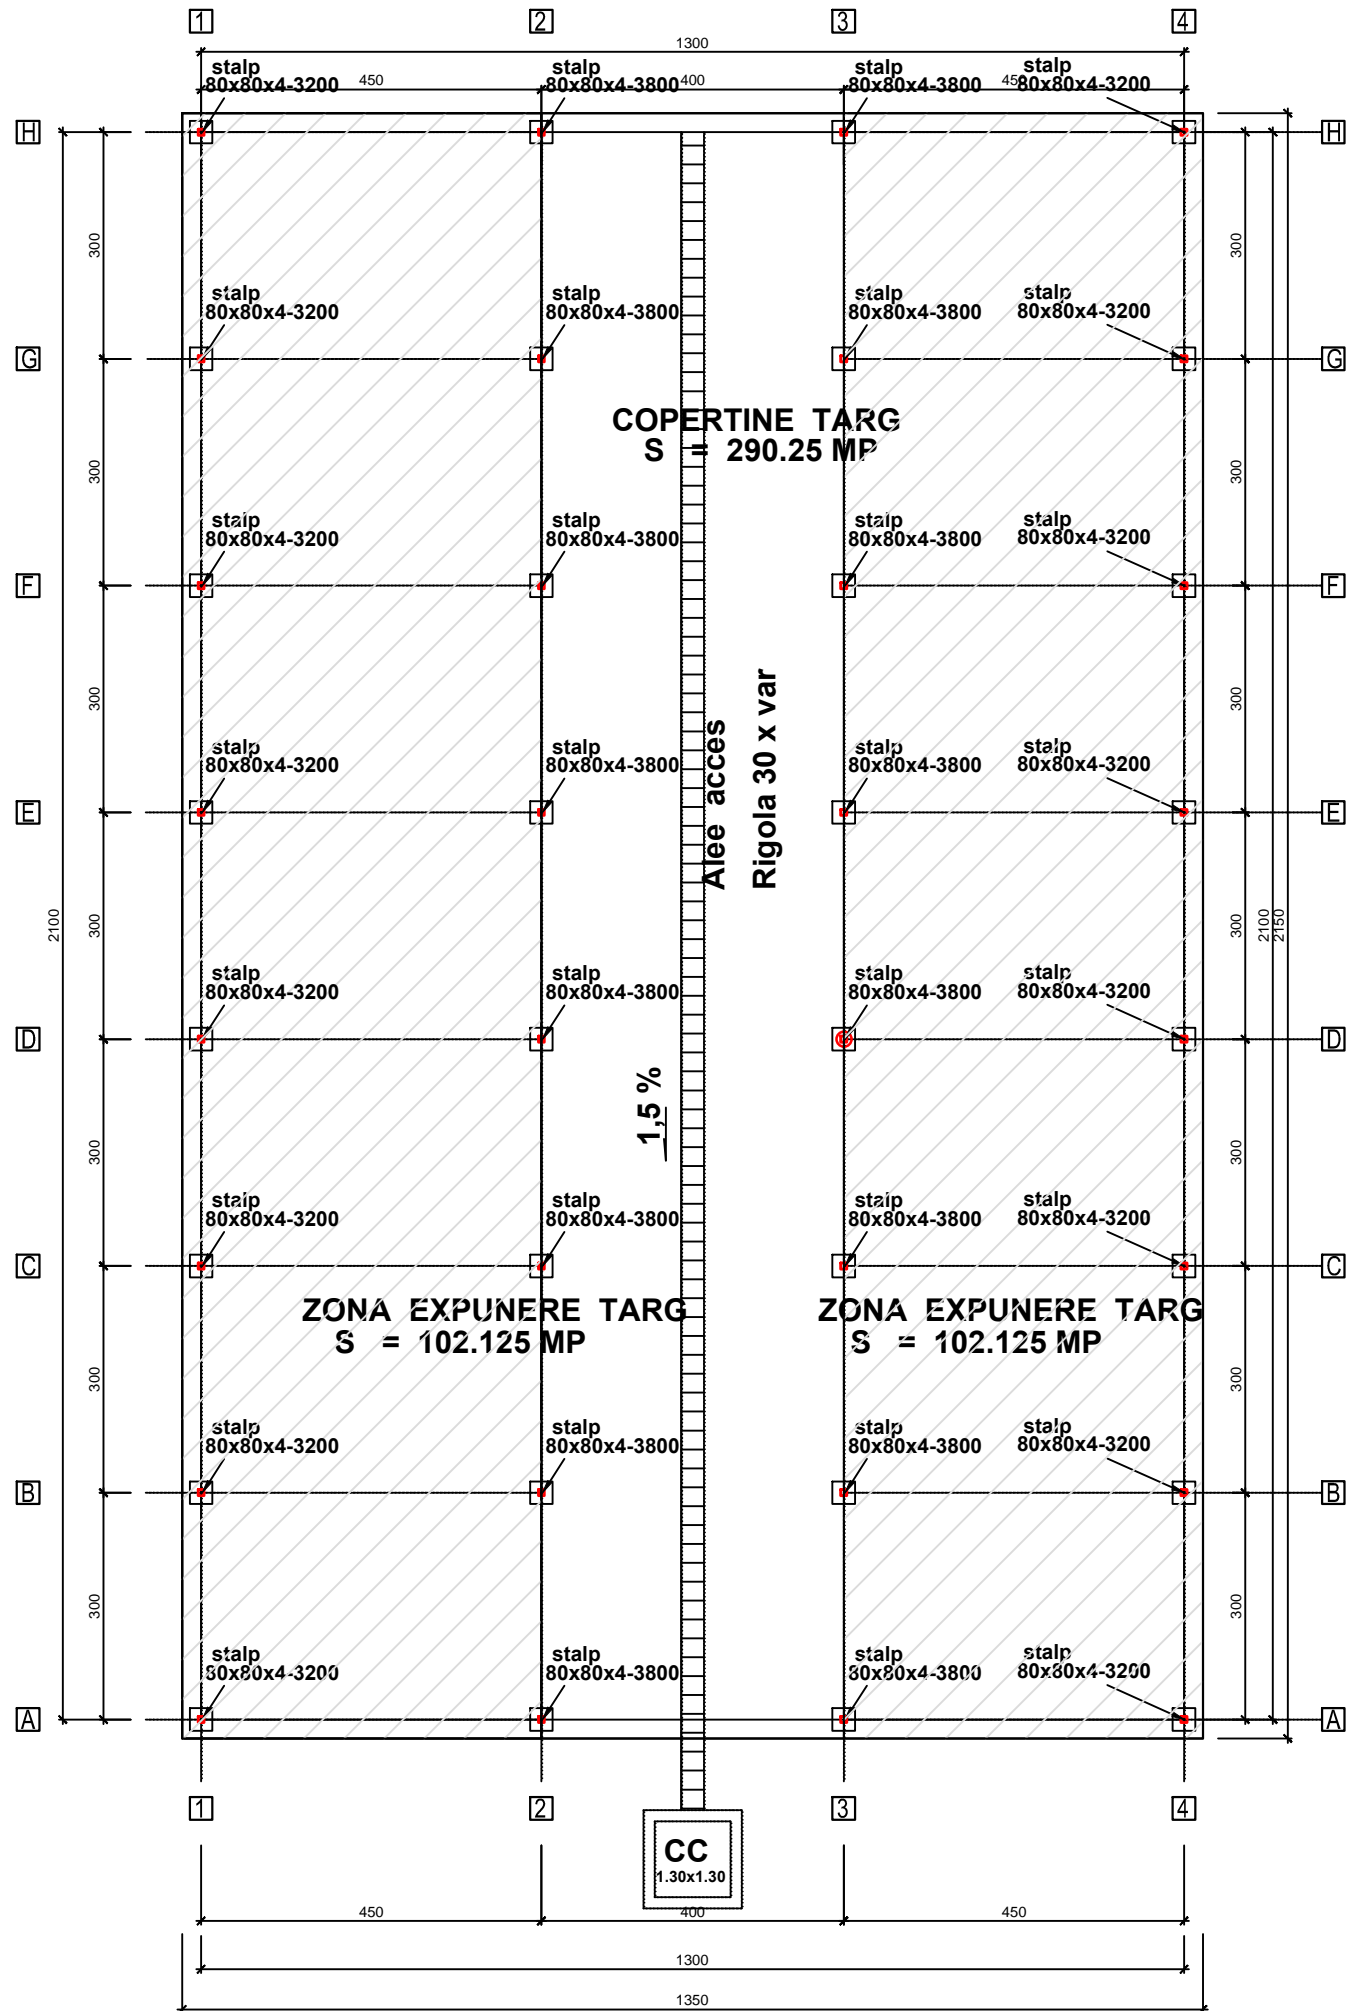 1 2 3 4
1300
450 400 450
stalp stalp stalp stalp
80x80x4-3200 80x80x4-3800 80x80x4-3800 80x80x4-3200
H H
300 300
stalp stalp stalp stalp
80x80x4-3200 80x80x4-3800 80x80x4-3800 80x80x4-3200
G G
COPERTINE TARG
S = 290.25 MP
300 300
stalp stalp stalp stalp
80x80x4-3200 80x80x4-3800 80x80x4-3800 80x80x4-3200
F F
300 300
Alee acces
Rigola 30 x var
stalp stalp stalp stalp
80x80x4-3200 80x80x4-3800 80x80x4-3800 80x80x4-3200
E E
2100 300 300 2100 2150
stalp stalp stalp stalp
80x80x4-3200 80x80x4-3800 80x80x4-3800 80x80x4-3200
D D
1,5 %
300 300
stalp stalp stalp stalp
80x80x4-3200 80x80x4-3800 80x80x4-3800 80x80x4-3200
C C
ZONA EXPUNERE TARG ZONA EXPUNERE TARG
S = 102.125 MP S = 102.125 MP
300 300
stalp stalp stalp stalp
80x80x4-3200 80x80x4-3800 80x80x4-3800 80x80x4-3200
B B
300 300
stalp stalp stalp stalp
80x80x4-3200 80x80x4-3800 80x80x4-3800 80x80x4-3200
A A
1 2 3 4
CC
1.30x1.30
450 400 450
1300
1350